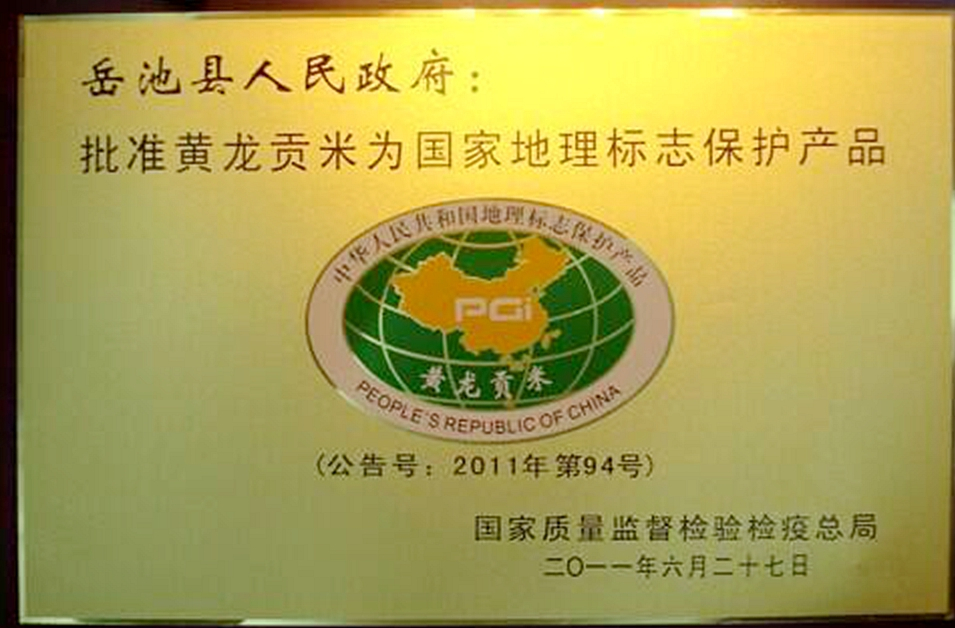 岳池县人民政府：
批准黄龙贡米为国家地理标志保护产品
中华人民共和国地理标志保护产品
PGi
黄龙贡米
PEOPLE'S REPUBLIC OF CHINA
(公告号：2011年第94号)
国家质量监督检验检疫总局
二〇一一年六月二十七日